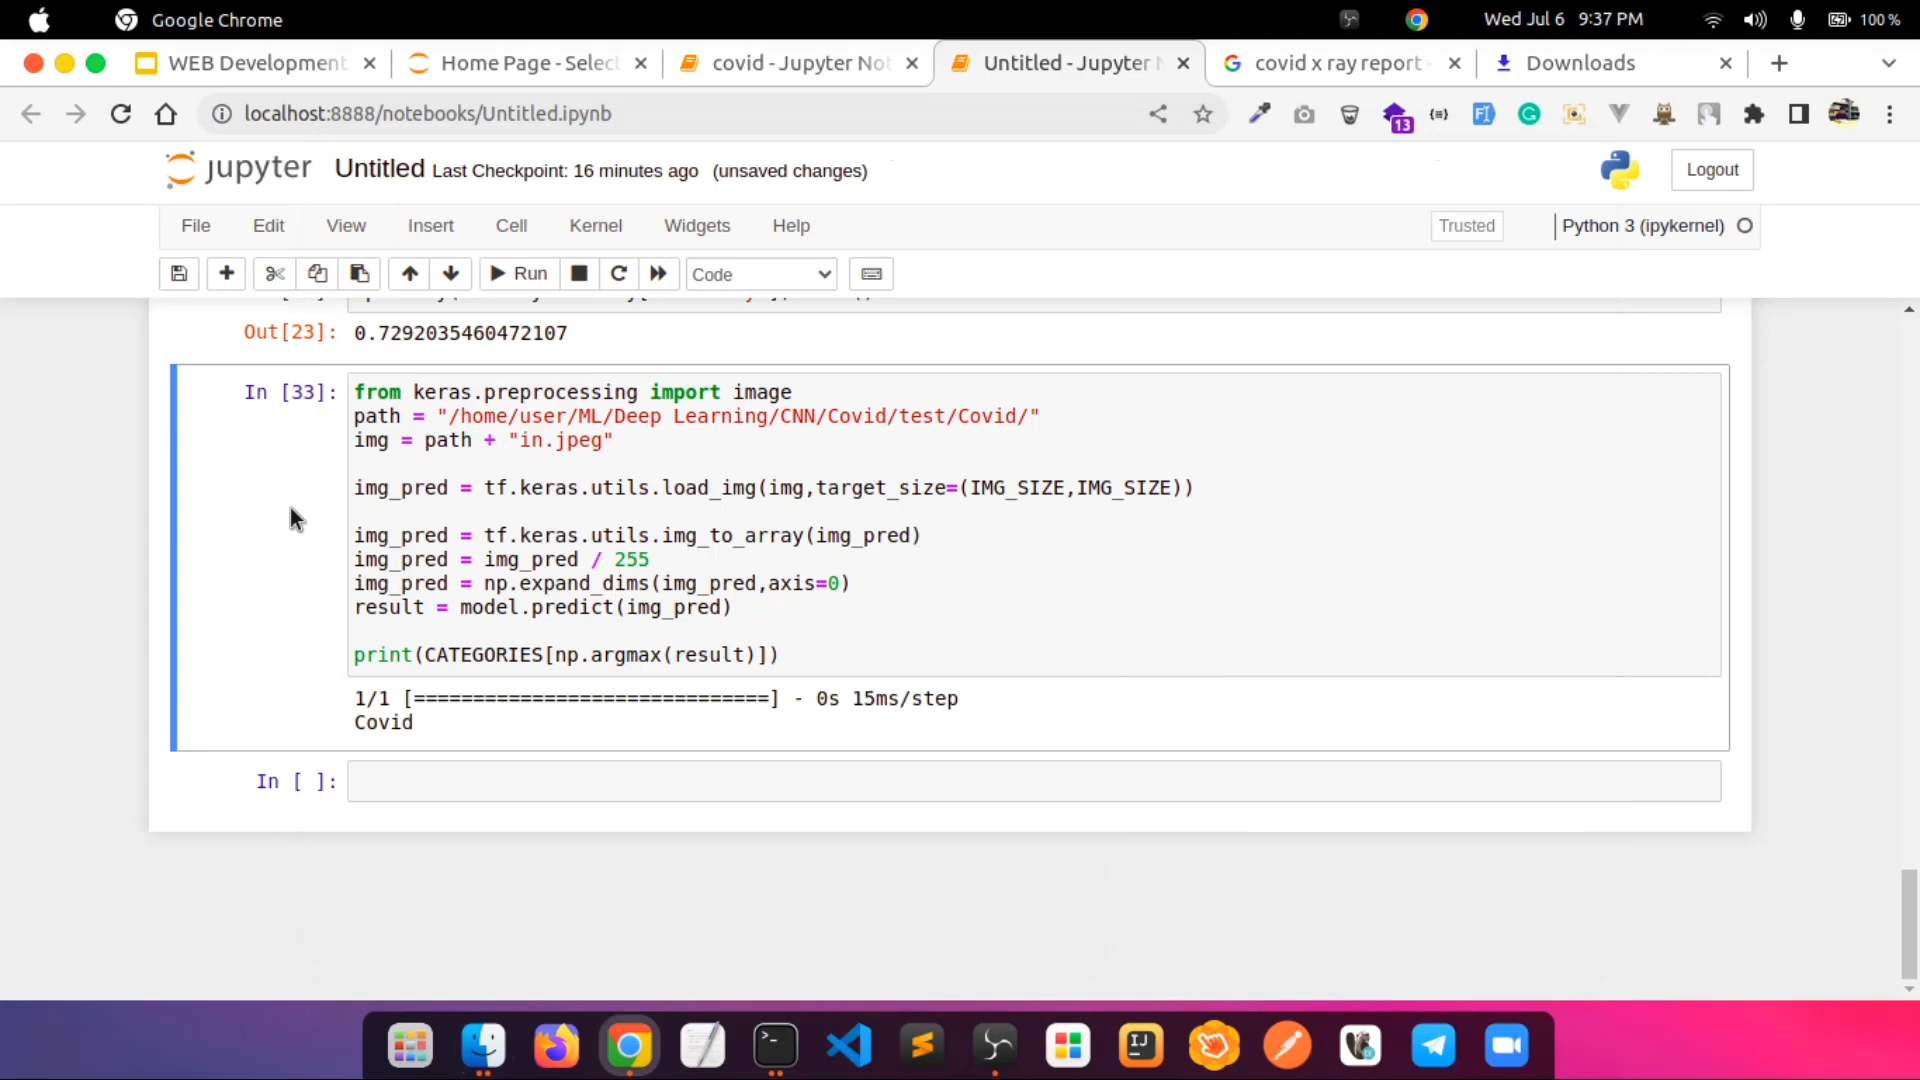 Google Chrome
Wed Jul 6 9:37 PM
100 %
WEB Development
Home Page - Select
covid - Jupyter Not
Untitled - Jupyter N
covid x ray report -
Downloads
localhost:8888/notebooks/Untitled.ipynb
13
jupyter
Untitled Last Checkpoint: 16 minutes ago (unsaved changes)
Logout
File Edit View Insert Cell Kernel Widgets Help
Trusted
Python 3 (ipykernel)
Run
Code
Out[23]: 0.7292035460472107
In [33]:
from keras.preprocessing import image
path = "/home/user/ML/Deep Learning/CNN/Covid/test/Covid/"
img = path + "in.jpeg"
img_pred = tf.keras.utils.load_img(img,target_size=(IMG_SIZE,IMG_SIZE))
img_pred = tf.keras.utils.img_to_array(img_pred)
img_pred = img_pred / 255
img_pred = np.expand_dims(img_pred,axis=0)
result = model.predict(img_pred)
print(CATEGORIES[np.argmax(result)])
1/1 [==============================] - 0s 15ms/step
Covid
In [ ]: